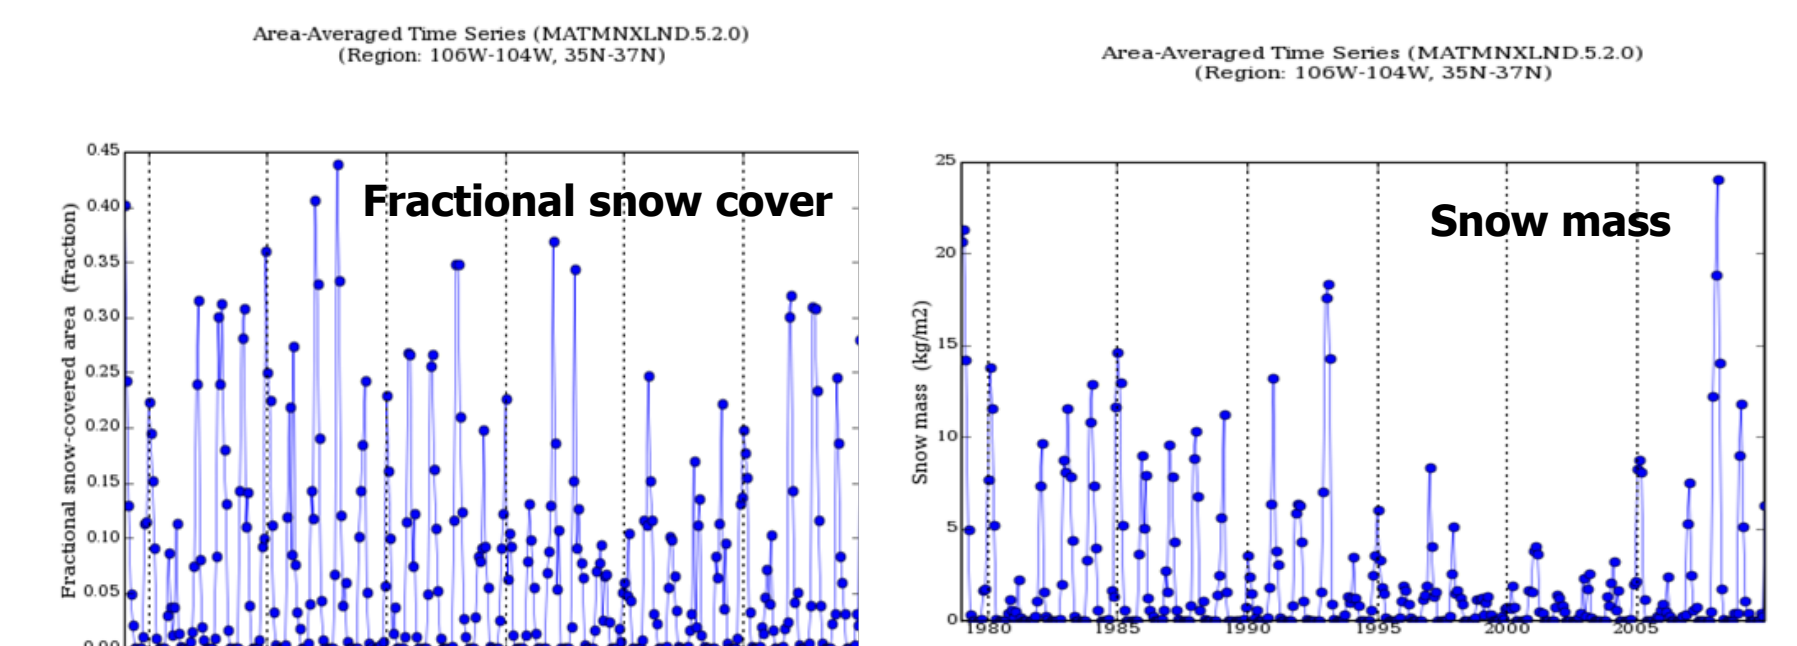 Area-Averaged Time Series (MATMNXLND.5.2.0)
(Region: 106W-104W, 35N-37N)
Fractional snow cover
Fractional snow-covered area (fraction)
0.45
0.40
0.35
0.30
0.25
0.20
0.15
0.10
0.05
0.00
Area-Averaged Time Series (MATMNXLND.5.2.0)
(Region: 106W-104W, 35N-37N)
Snow mass
Snow mass (kg/m2)
25
20
15
10
5
0
1980 1985 1990 1995 2000 2005